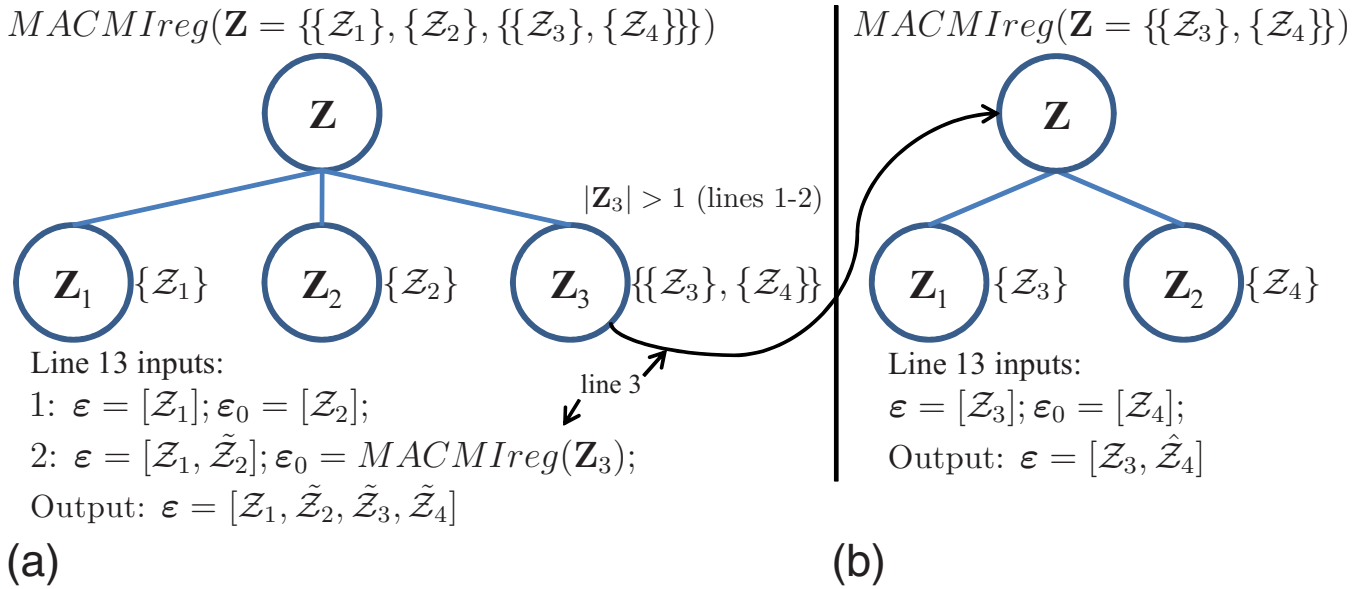 MACMIreg(𝐙 = {{𝒵₁}, {𝒵₂}, {{𝒵₃}, {𝒵₄}}})
𝐙
|𝐙₃| > 1 (lines 1-2)
𝐙₁ {𝒵₁}
𝐙₂ {𝒵₂}
𝐙₃ {{𝒵₃}, {𝒵₄}}
line 3
Line 13 inputs:
1: 𝜺 = [𝒵₁]; 𝜺₀ = [𝒵₂];
2: 𝜺 = [𝒵₁, 𝒵̃₂]; 𝜺₀ = MACMIreg(𝐙₃);
Output: 𝜺 = [𝒵₁, 𝒵̃₂, 𝒵̃₃, 𝒵̃₄]
(a)
MACMIreg(𝐙 = {{𝒵₃}, {𝒵₄}})
𝐙
𝐙₁ {𝒵₃}
𝐙₂ {𝒵₄}
Line 13 inputs:
𝜺 = [𝒵₃]; 𝜺₀ = [𝒵₄];
Output: 𝜺 = [𝒵₃, 𝒵̂₄]
(b)